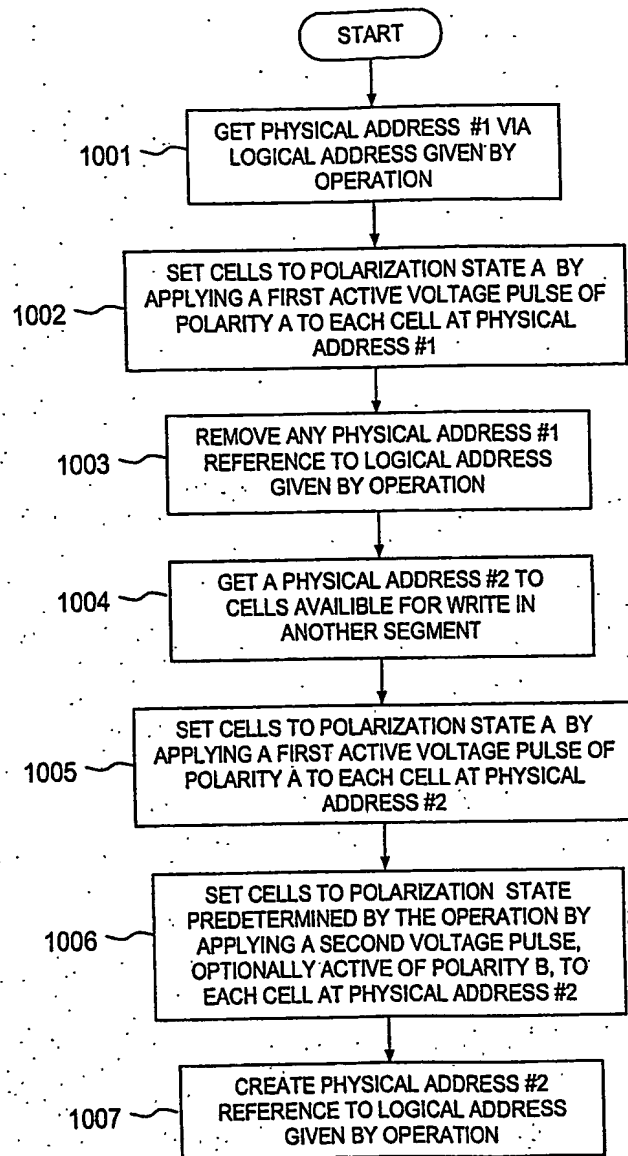 START
1001
GET PHYSICAL ADDRESS #1 VIA
LOGICAL ADDRESS GIVEN BY
OPERATION
1002
SET CELLS TO POLARIZATION STATE A BY
APPLYING A FIRST ACTIVE VOLTAGE PULSE OF
POLARITY A TO EACH CELL AT PHYSICAL
ADDRESS #1
1003
REMOVE ANY PHYSICAL ADDRESS #1
REFERENCE TO LOGICAL ADDRESS
GIVEN BY OPERATION
1004
GET A PHYSICAL ADDRESS #2 TO
CELLS AVAILIBLE FOR WRITE IN
ANOTHER SEGMENT
1005
SET CELLS TO POLARIZATION STATE A BY
APPLYING A FIRST ACTIVE VOLTAGE PULSE OF
POLARITY A TO EACH CELL AT PHYSICAL
ADDRESS #2
1006
SET CELLS TO POLARIZATION STATE
PREDETERMINED BY THE OPERATION BY
APPLYING A SECOND VOLTAGE PULSE,
OPTIONALLY ACTIVE OF POLARITY B, TO
EACH CELL AT PHYSICAL ADDRESS #2
1007
CREATE PHYSICAL ADDRESS #2
REFERENCE TO LOGICAL ADDRESS
GIVEN BY OPERATION